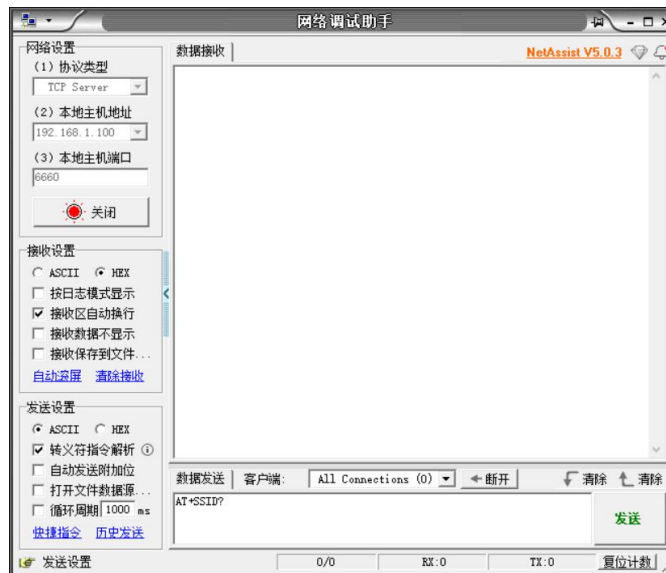 网络调试助手
网络设置
(1) 协议类型
TCP Server
(2) 本地主机地址
192.168.1.100
(3) 本地主机端口
6660
关闭
接收设置
ASCII HEX
按日志模式显示
接收区自动换行
接收数据不显示
接收保存到文件...
自动滚屏 清除接收
发送设置
ASCII HEX
转义符指令解析
自动发送附加位
打开文件数据源...
循环周期 1000 ms
快捷指令 历史发送
数据接收
NetAssist V5.0.3
数据发送 客户端: All Connections (0) 断开 清除 清除
AT+SSID?
发送
发送设置 0/0 RX:0 TX:0 复位计数